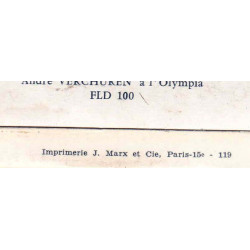 André VERCHUREN à l'Olympia
FLD 100
Imprimerie J. Marx et Cie, Paris-15e - 119